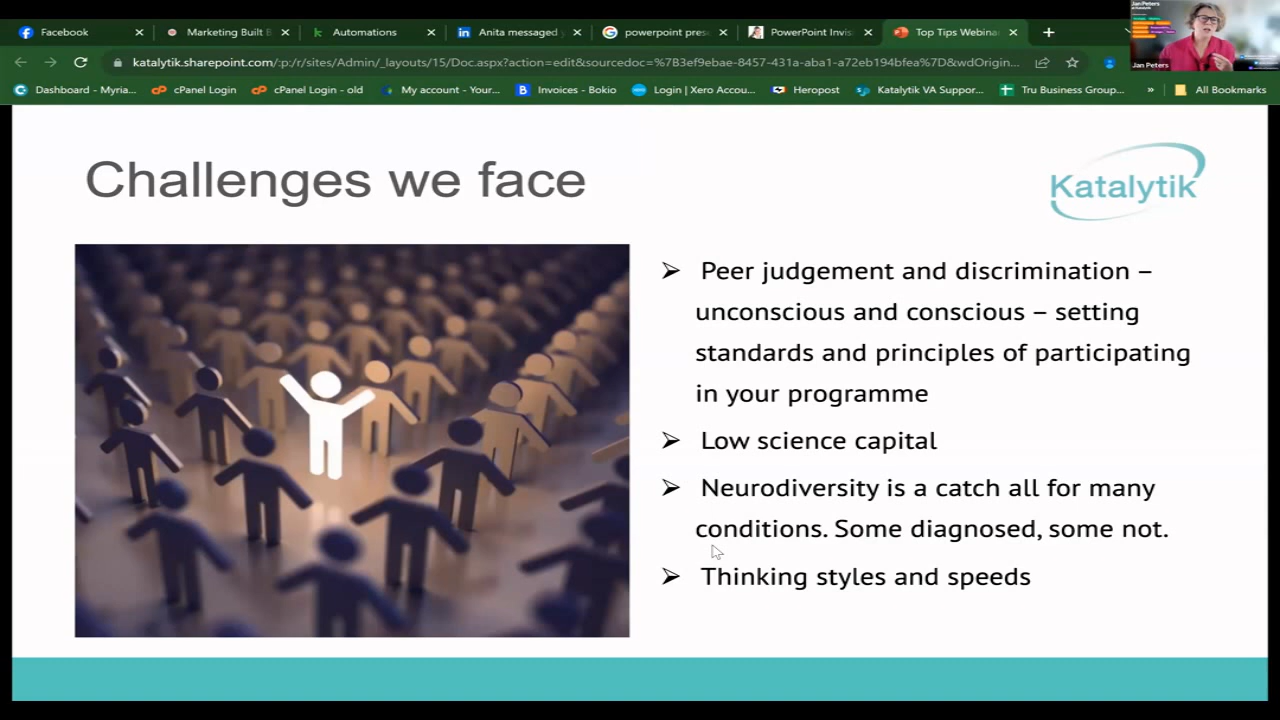 Facebook
Marketing Built B
Automations
Anita messaged y
powerpoint pres
PowerPoint Invis
Top Tips Webina
Jan Peters
Jan Peters
katalytik.sharepoint.com/:p:/r/sites/Admin/_layouts/15/Doc.aspx?action=edit&sourcedoc=%7B3ef9ebae-8457-431a-aba1-a72eb194bfea%7D&wdOrigin...
Dashboard - Myria...
cPanel Login
cPanel Login - old
My account - Your...
Invoices - Bokio
Login | Xero Accou...
Heropost
Katalytik VA Suppor...
Tru Business Group...
»
All Bookmarks
Challenges we face
Katalytik
Peer judgement and discrimination –
unconscious and conscious – setting
standards and principles of participating
in your programme
Low science capital
Neurodiversity is a catch all for many
conditions. Some diagnosed, some not.
Thinking styles and speeds